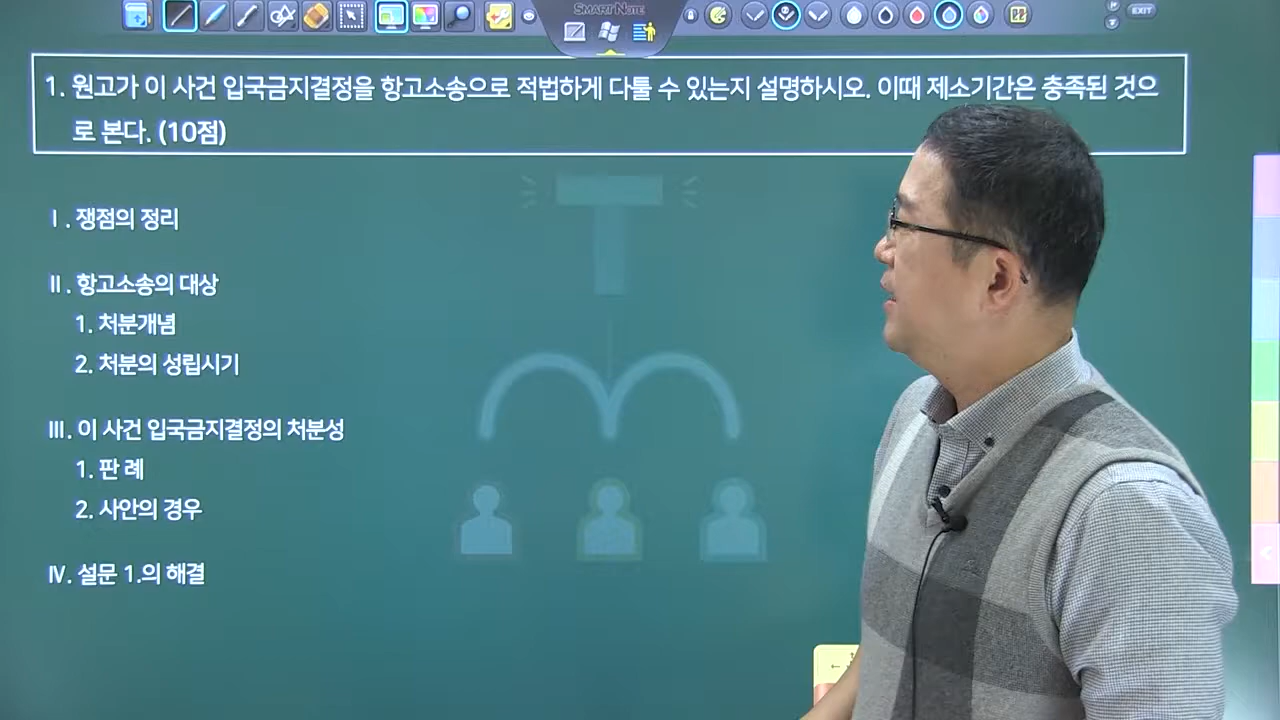 SMART NOTE
EXIT
1. 원고가 이 사건 입국금지결정을 항고소송으로 적법하게 다툴 수 있는지 설명하시오. 이때 제소기간은 충족된 것으
로 본다. (10점)
Ⅰ. 쟁점의 정리
Ⅱ. 항고소송의 대상
1. 처분개념
2. 처분의 성립시기
Ⅲ. 이 사건 입국금지결정의 처분성
1. 판 례
2. 사안의 경우
Ⅳ. 설문 1.의 해결